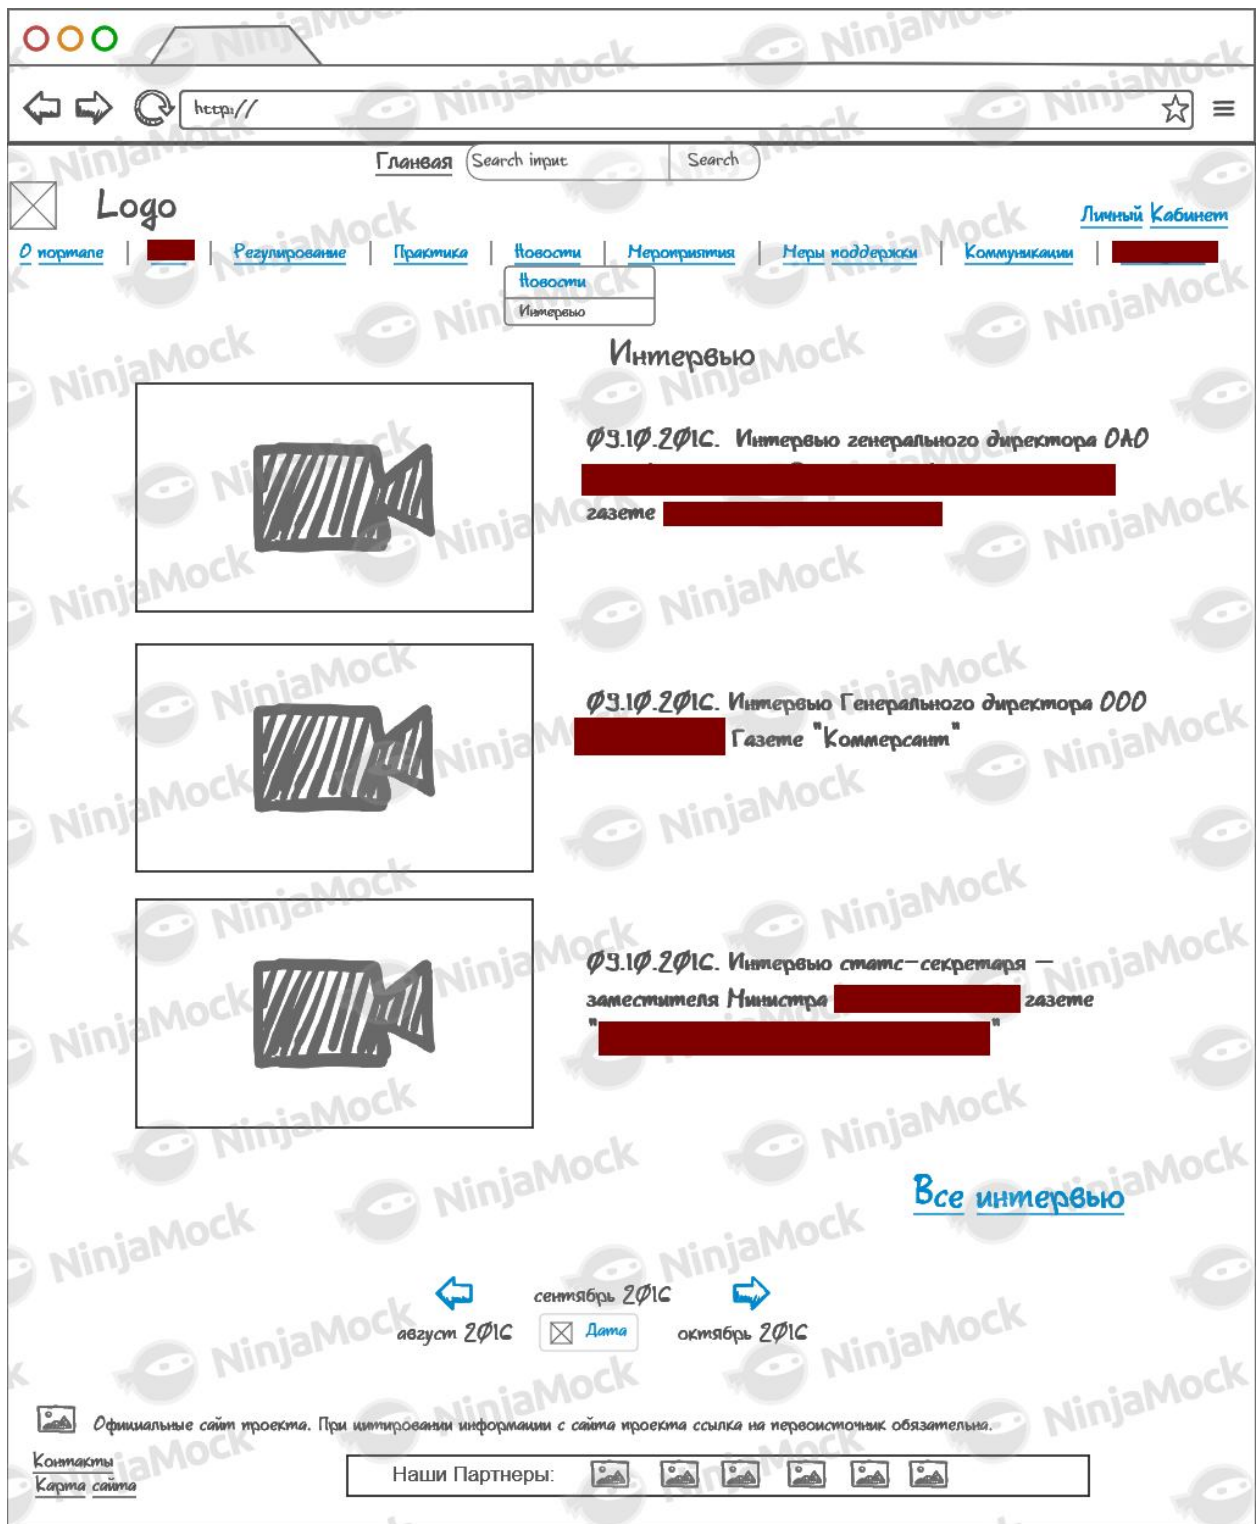 http://
Гланвая Search input Search
Logo
Личный Кабинет
О портале | | Регулирование | Практика | Новости | Мероприятия | Меры поддержки | Коммуникации |
Новости
Интервью
Интервью
09.10.2016. Интервью генерального директора ОАО
газете
09.10.2016. Интервью Генерального директора ООО
Газете "Коммерсант"
09.10.2016. Интервью статс-секретаря –
заместителя Министра газете
" "
Все интервью
сентябрь 2016
август 2016 Дата октябрь 2016
Официальные сайт проекта. При цитировании информации с сайта проекта ссылка на первоисточник обязательна.
Контакты
Карта сайта
Наши Партнеры:
NinjaMock